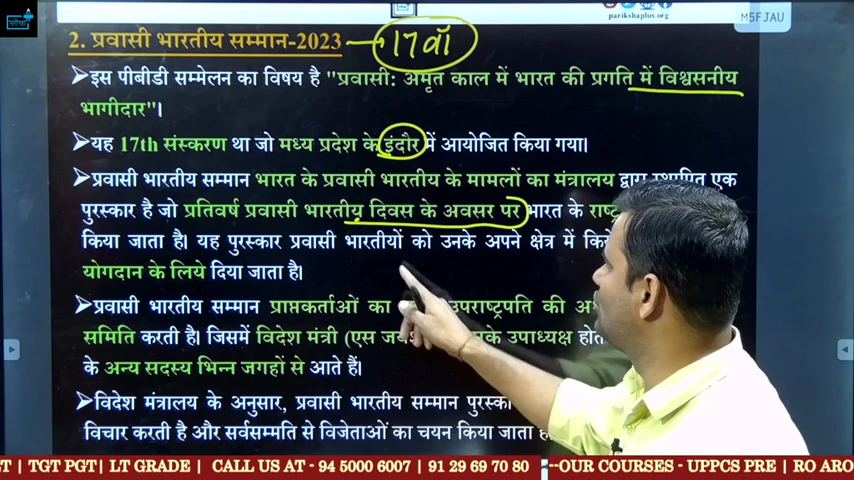 परीक्षा
parikshaplus.org
M5FJAU
2. प्रवासी भारतीय सम्मान-2023 17वाँ
➤इस पीबीडी सम्मेलन का विषय है "प्रवासी: अमृत काल में भारत की प्रगति में विश्वसनीय
भागीदार"।
➤यह 17th संस्करण था जो मध्य प्रदेश के इंदौर में आयोजित किया गया।
➤प्रवासी भारतीय सम्मान भारत के प्रवासी भारतीय के मामलों का मंत्रालय द्वारा स्थापित एक
पुरस्कार है जो प्रतिवर्ष प्रवासी भारतीय दिवस के अवसर पर भारत के
किया जाता है। यह पुरस्कार प्रवासी भारतीयों को उनके अपने क्षेत्र में
योगदान के लिये दिया जाता है।
➤प्रवासी भारतीय सम्मान प्राप्तकर्ताओं का उपराष्ट्रपति की
समिति करती है। जिसमें विदेश मंत्री (एस उपाध्यक्ष
के अन्य सदस्य भिन्न जगहों से आते हैं।
➤विदेश मंत्रालय के अनुसार, प्रवासी भारतीय सम्मान
विचार करती है और सर्वसम्मति से विजेताओं का चयन किया जाता
TGT PGT| LT GRADE | CALL US AT - 94 5000 6007 | 91 29 69 70 80 --OUR COURSES - UPPCS PRE | RO ARO